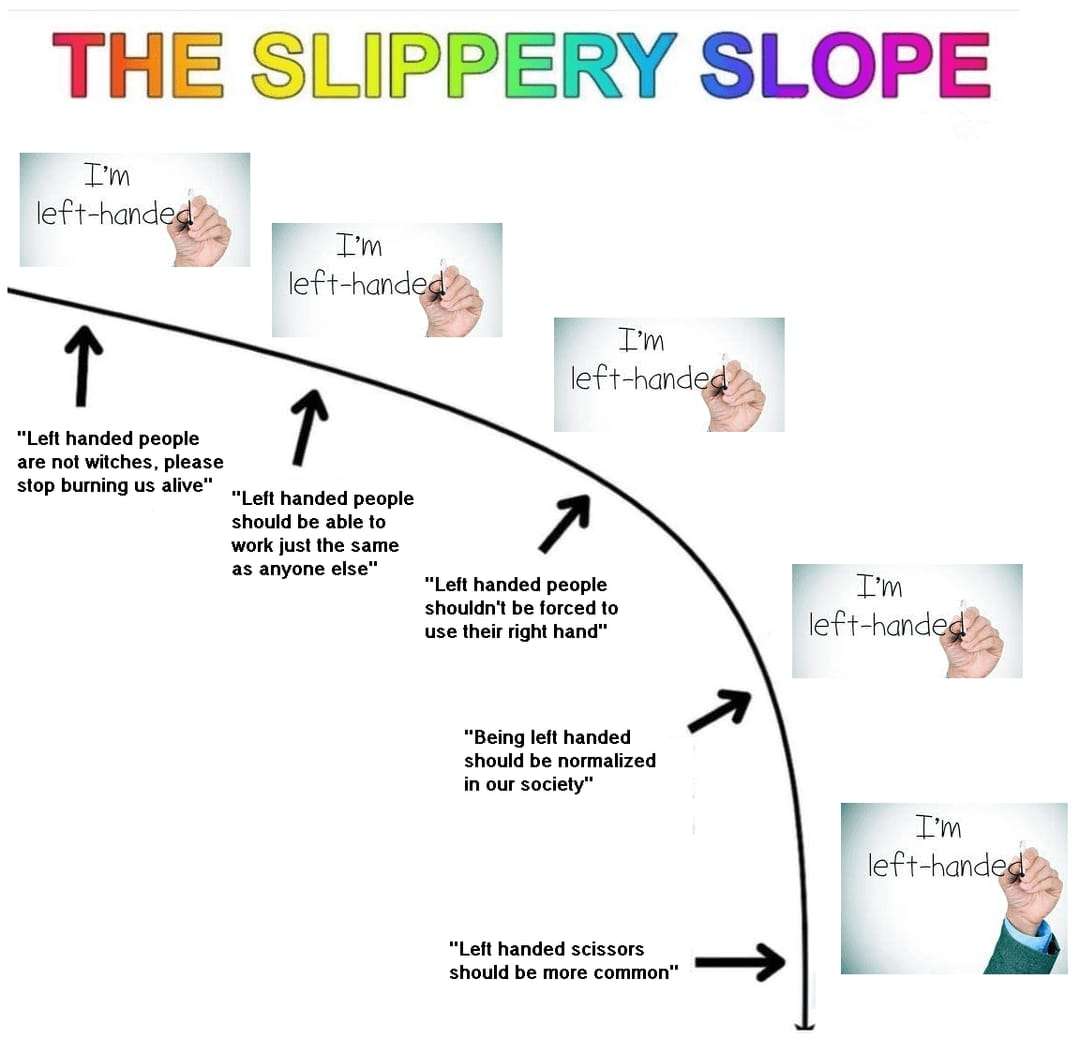 THE SLIPPERY SLOPE
I'm
left-handed
I'm
left-handed
I'm
left-handed
"Left handed people
are not witches, please
stop burning us alive"
"Left handed people
should be able to
work just the same
as anyone else"
"Left handed people
shouldn't be forced to
use their right hand"
I'm
left-handed
"Being left handed
should be normalized
in our society"
I'm
left-handed
"Left handed scissors
should be more common"